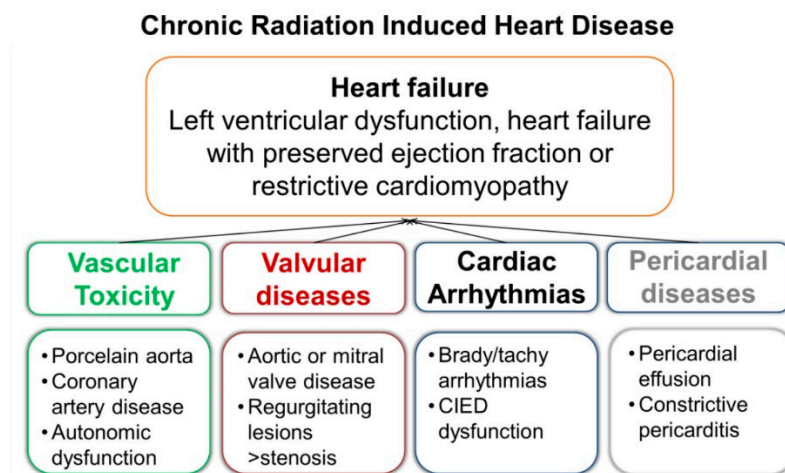 Chronic Radiation Induced Heart Disease
Heart failure
Left ventricular dysfunction, heart failure
with preserved ejection fraction or
restrictive cardiomyopathy
Vascular
Toxicity
Valvular
diseases
Cardiac
Arrhythmias
Pericardial
diseases
• Porcelain aorta
• Coronary
artery disease
• Autonomic
dysfunction
• Aortic or mitral
valve disease
• Regurgitating
lesions
>stenosis
• Brady/tachy
arrhythmias
• CIED
dysfunction
• Pericardial
effusion
• Constrictive
pericarditis